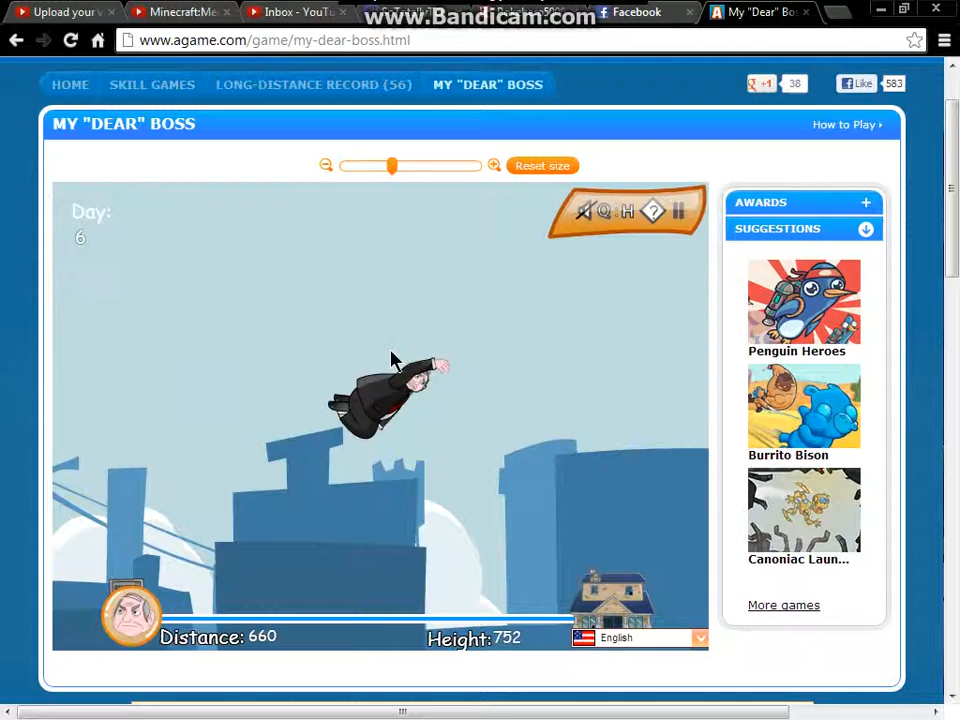 www.Bandicam.com
Upload your v
Minecraft:Me
Inbox - YouTu
Facebook
My "Dear" Bos
www.agame.com/game/my-dear-boss.html
HOME
SKILL GAMES
LONG-DISTANCE RECORD (56)
MY "DEAR" BOSS
+1
38
Like
583
MY "DEAR" BOSS
How to Play
Reset size
Day:
6
Q
H
?
AWARDS
SUGGESTIONS
Penguin Heroes
Burrito Bison
Canoniac Laun...
More games
Distance: 660
Height: 752
English